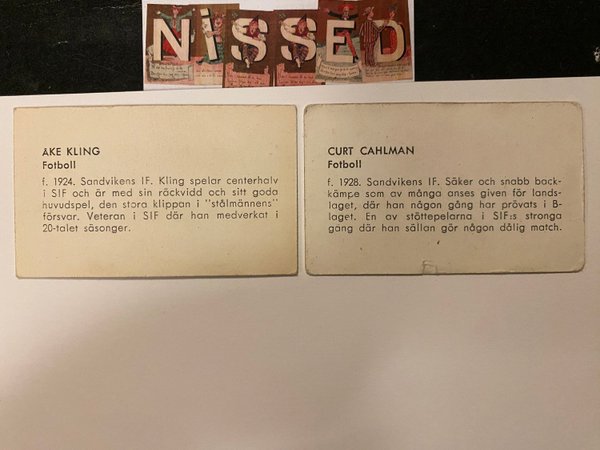 NiSSED
ÅKE KLING
Fotboll
f. 1924. Sandvikens IF. Kling spelar centerhalv
i SIF och är med sin räckvidd och sitt goda
huvudspel, den stora klippan i "stålmännens"
försvar. Veteran i SIF där han medverkat i
20-talet säsonger.
CURT CAHLMAN
Fotboll
f. 1928. Sandvikens IF. Säker och snabb back-
kämpe som av många anses given för lands-
laget, där han någon gång har prövats i B-
laget. En av stöttepelarna i SIF:s stronga
gäng där han sällan gör någon dålig match.